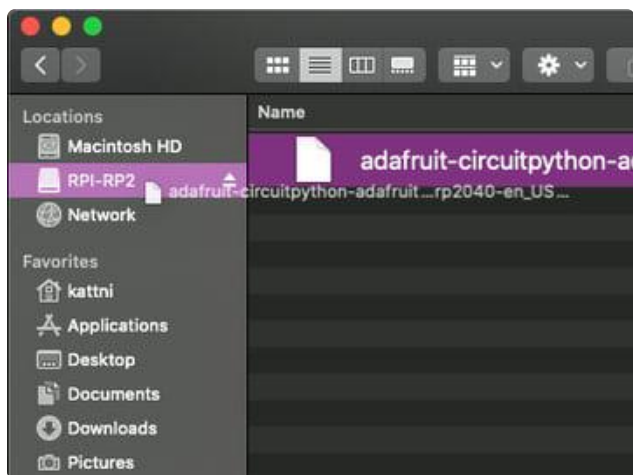 Locations
Name
Macintosh HD
adafruit-circuitpython-a
RPI-RP2
adafruit-circuitpython-adafruit...rp2040-en_US...
Network
Favorites
kattni
Applications
Desktop
Documents
Downloads
Pictures